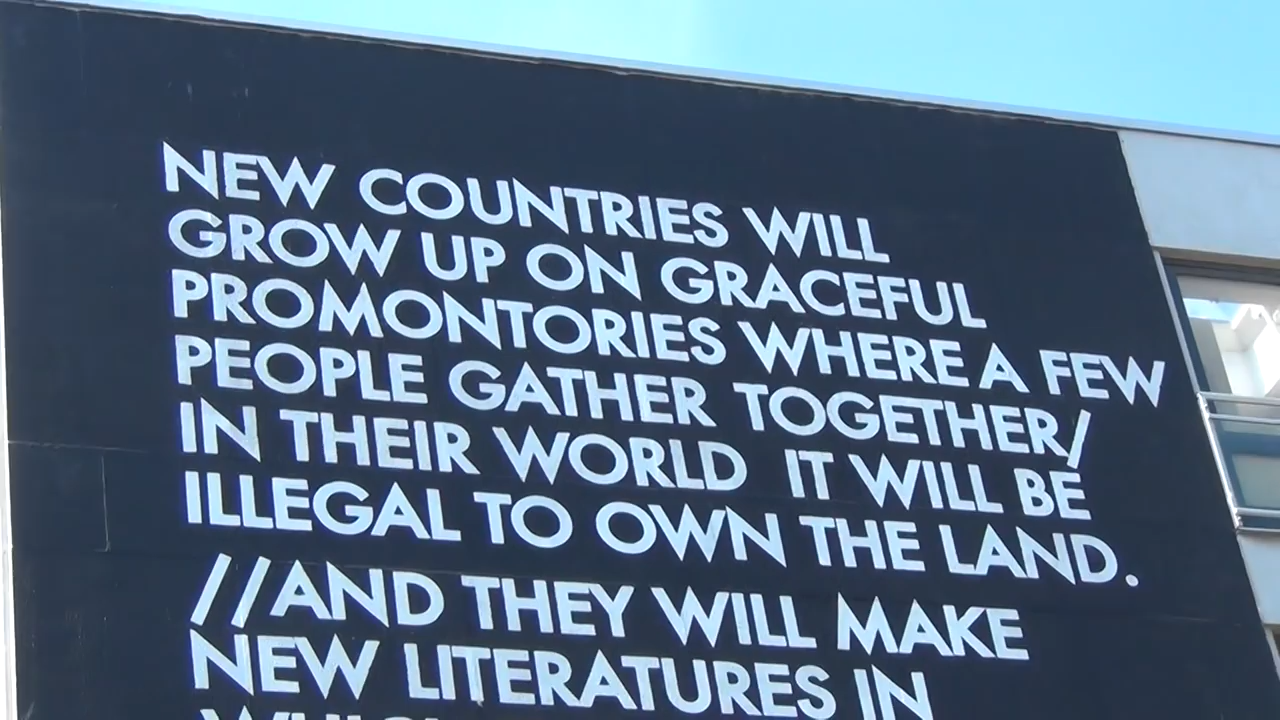 NEW COUNTRIES WILL
GROW UP ON GRACEFUL
PROMONTORIES WHERE A FEW
PEOPLE GATHER TOGETHER/
IN THEIR WORLD IT WILL BE
ILLEGAL TO OWN THE LAND.
//AND THEY WILL MAKE
NEW LITERATURES IN